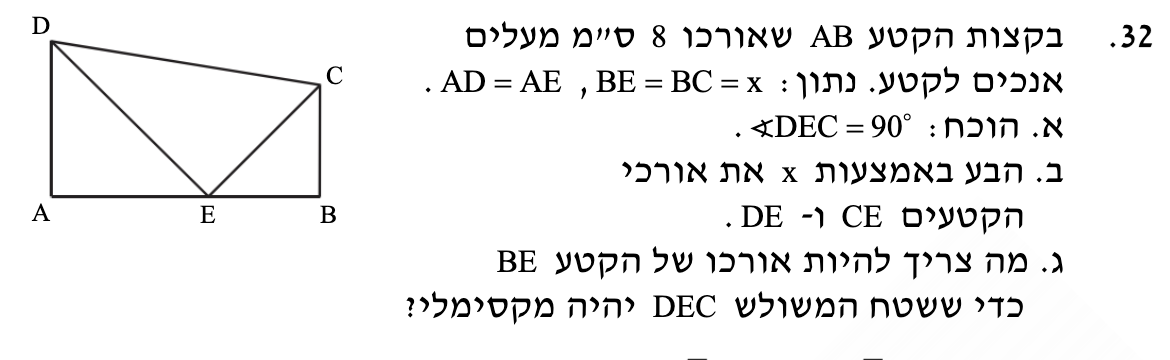 32. בקצות הקטע AB שאורכו 8 ס״מ מעלים
אנכים לקטע. נתון: BE = BC = x , AD = AE .
א. הוכח: ∢DEC = 90° .
ב. הבע באמצעות x את אורכי
הקטעים CE ו- DE .
ג. מה צריך להיות אורכו של הקטע BE
כדי ששטח המשולש DEC יהיה מקסימלי?
D
C
A
E
B